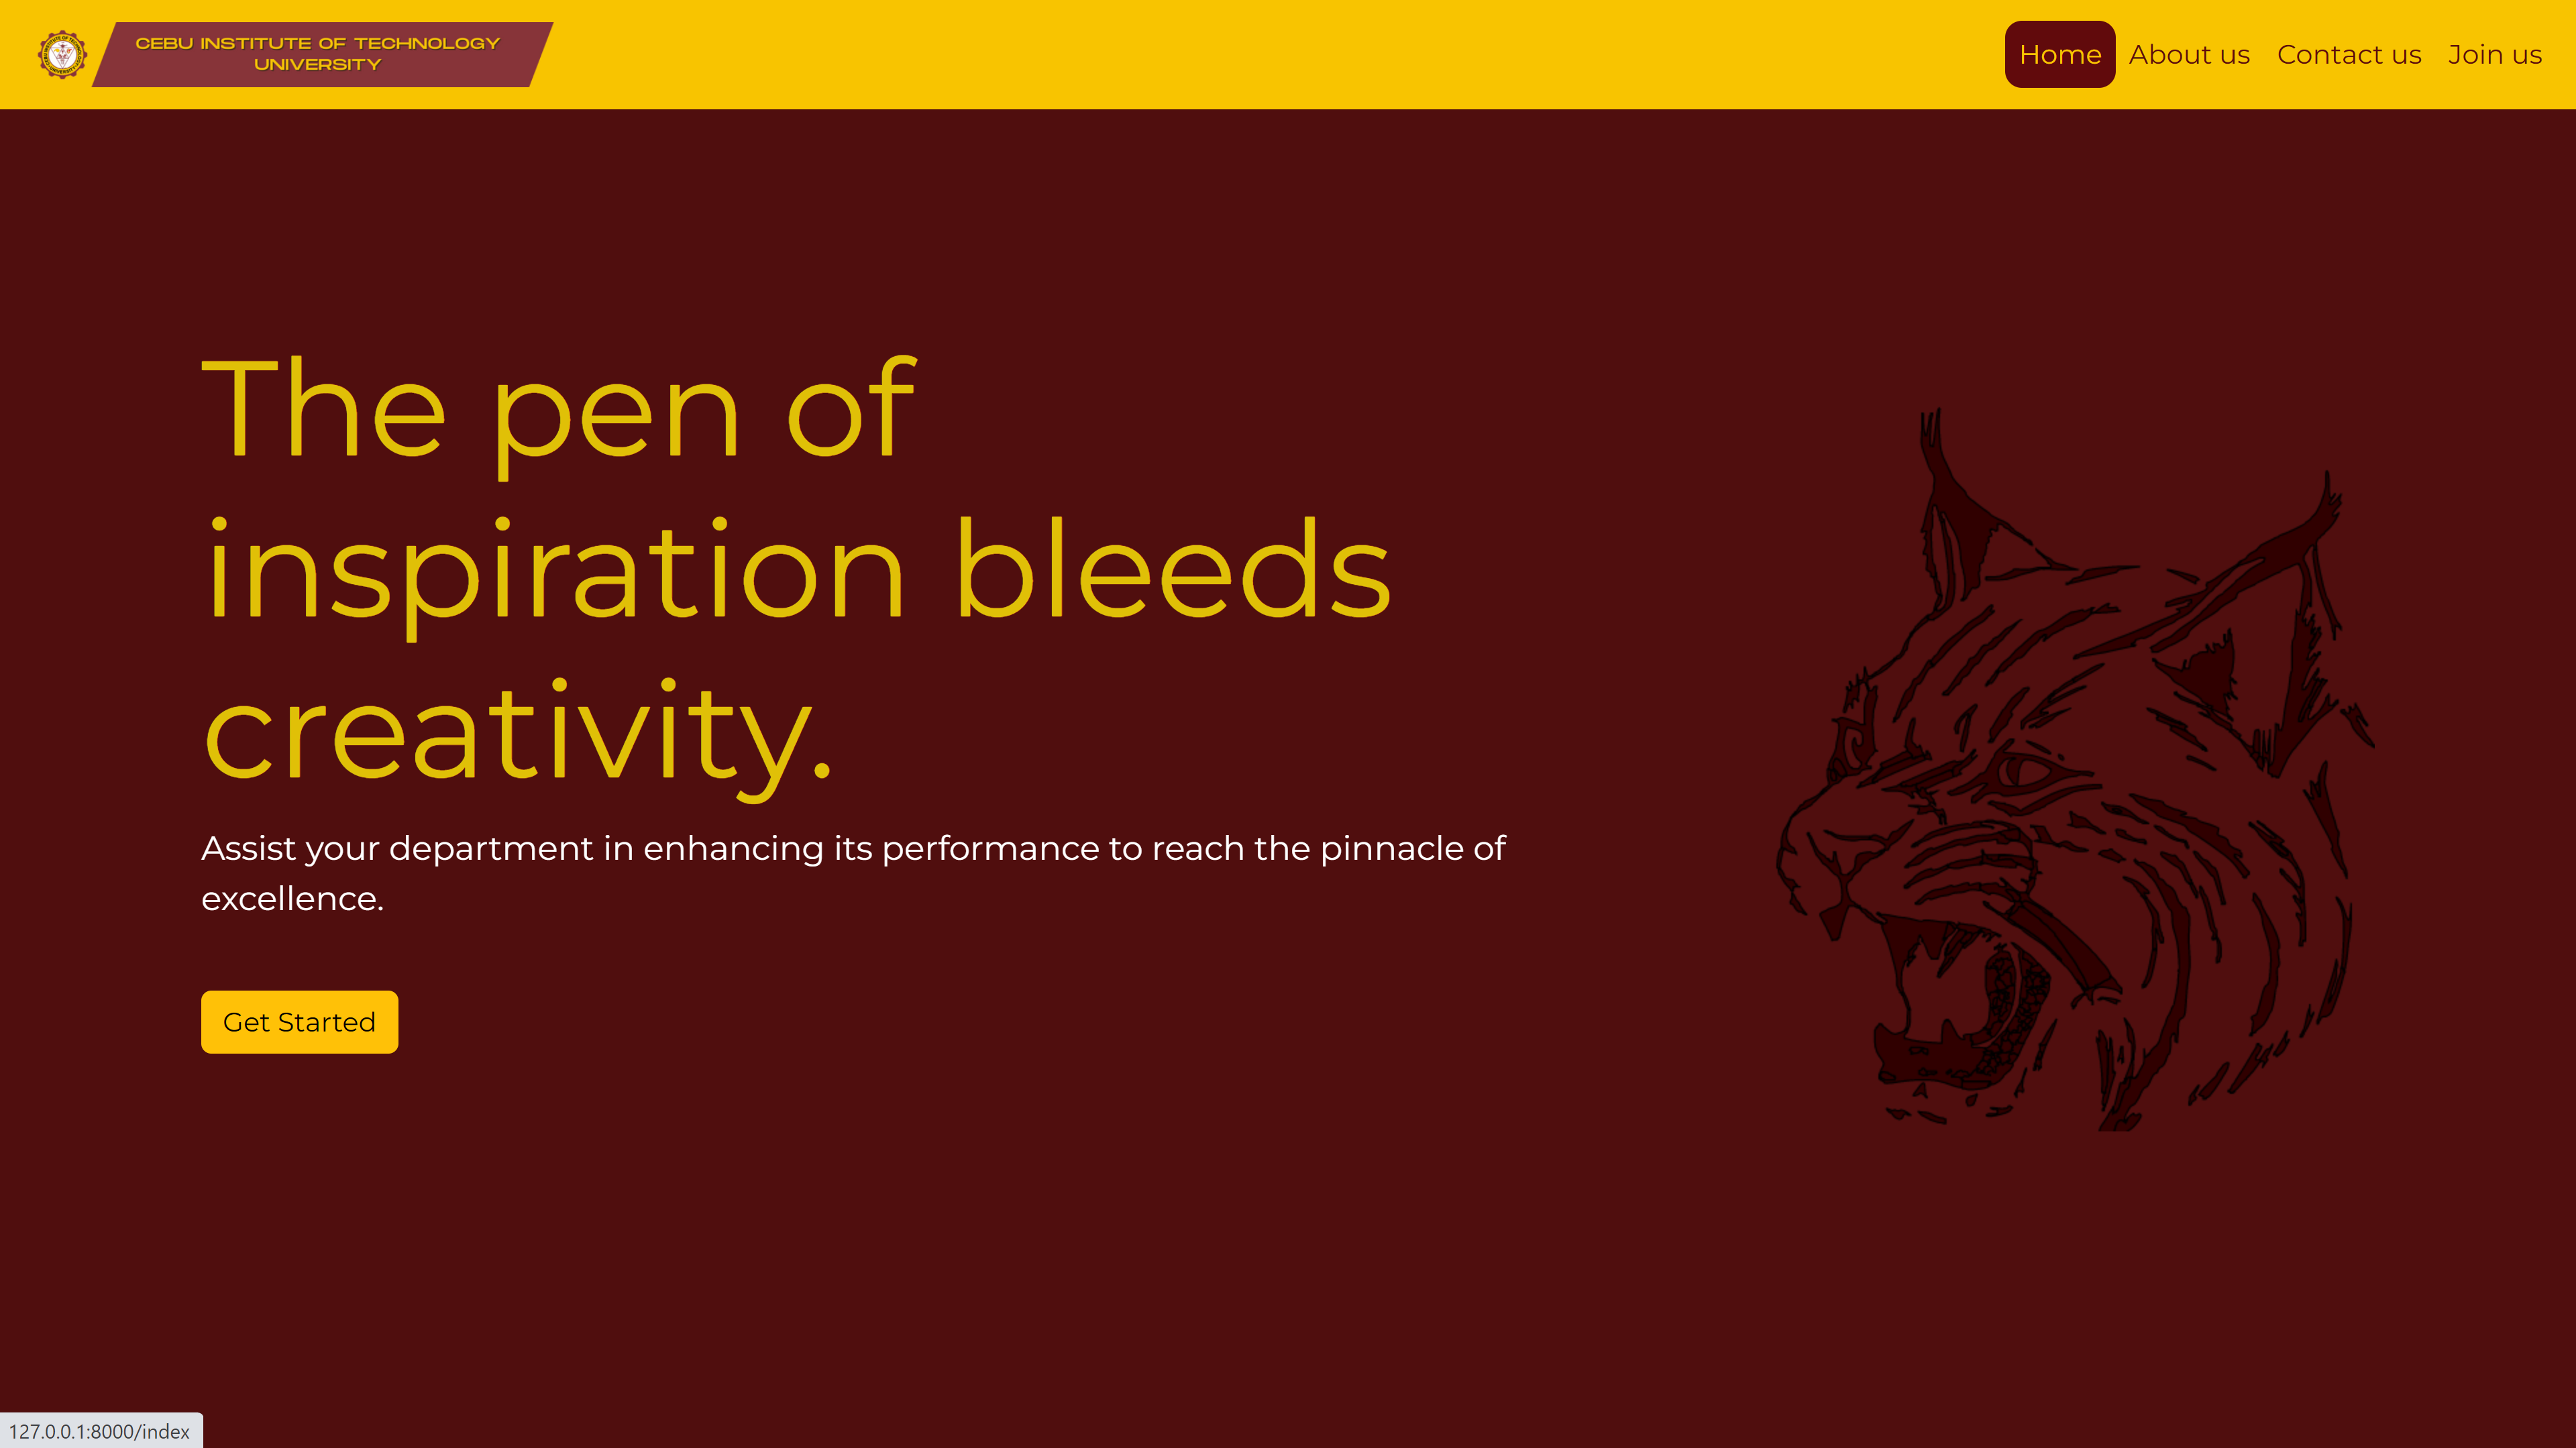 CEBU INSTITUTE OF TECHNOLOGY
UNIVERSITY
Home About us Contact us Join us
The pen of
inspiration bleeds
creativity.
Assist your department in enhancing its performance to reach the pinnacle of
excellence.
Get Started
127.0.0.1:8000/index